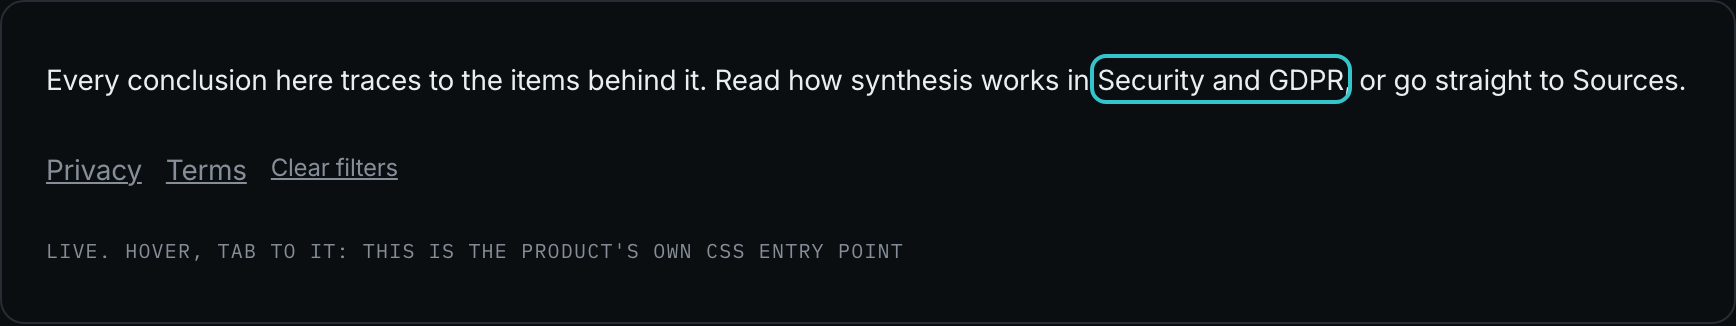 Every conclusion here traces to the items behind it. Read how synthesis works in Security and GDPR, or go straight to Sources.
Privacy Terms Clear filters
LIVE. HOVER, TAB TO IT: THIS IS THE PRODUCT'S OWN CSS ENTRY POINT